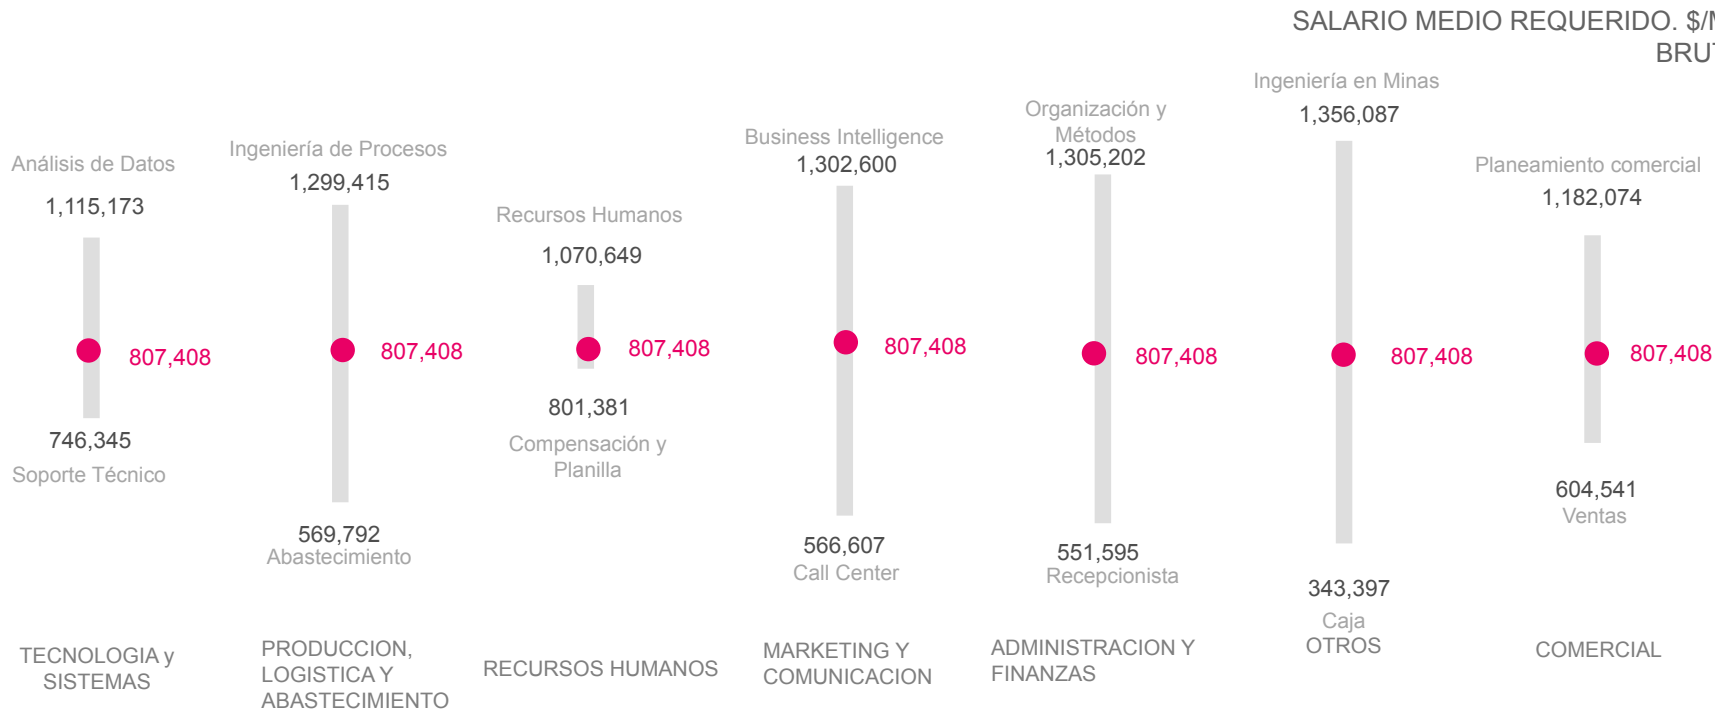 SALARIO MEDIO REQUERIDO. $/M
BRUT
Análisis de Datos
1,115,173
807,408
746,345
Soporte Técnico
TECNOLOGIA y
SISTEMAS
Ingeniería de Procesos
1,299,415
807,408
569,792
Abastecimiento
PRODUCCION,
LOGISTICA Y
ABASTECIMIENTO
Recursos Humanos
1,070,649
807,408
801,381
Compensación y
Planilla
RECURSOS HUMANOS
Business Intelligence
1,302,600
807,408
566,607
Call Center
MARKETING Y
COMUNICACION
Organización y
Métodos
1,305,202
807,408
551,595
Recepcionista
ADMINISTRACION Y
FINANZAS
Ingeniería en Minas
1,356,087
807,408
343,397
Caja
OTROS
Planeamiento comercial
1,182,074
807,408
604,541
Ventas
COMERCIAL